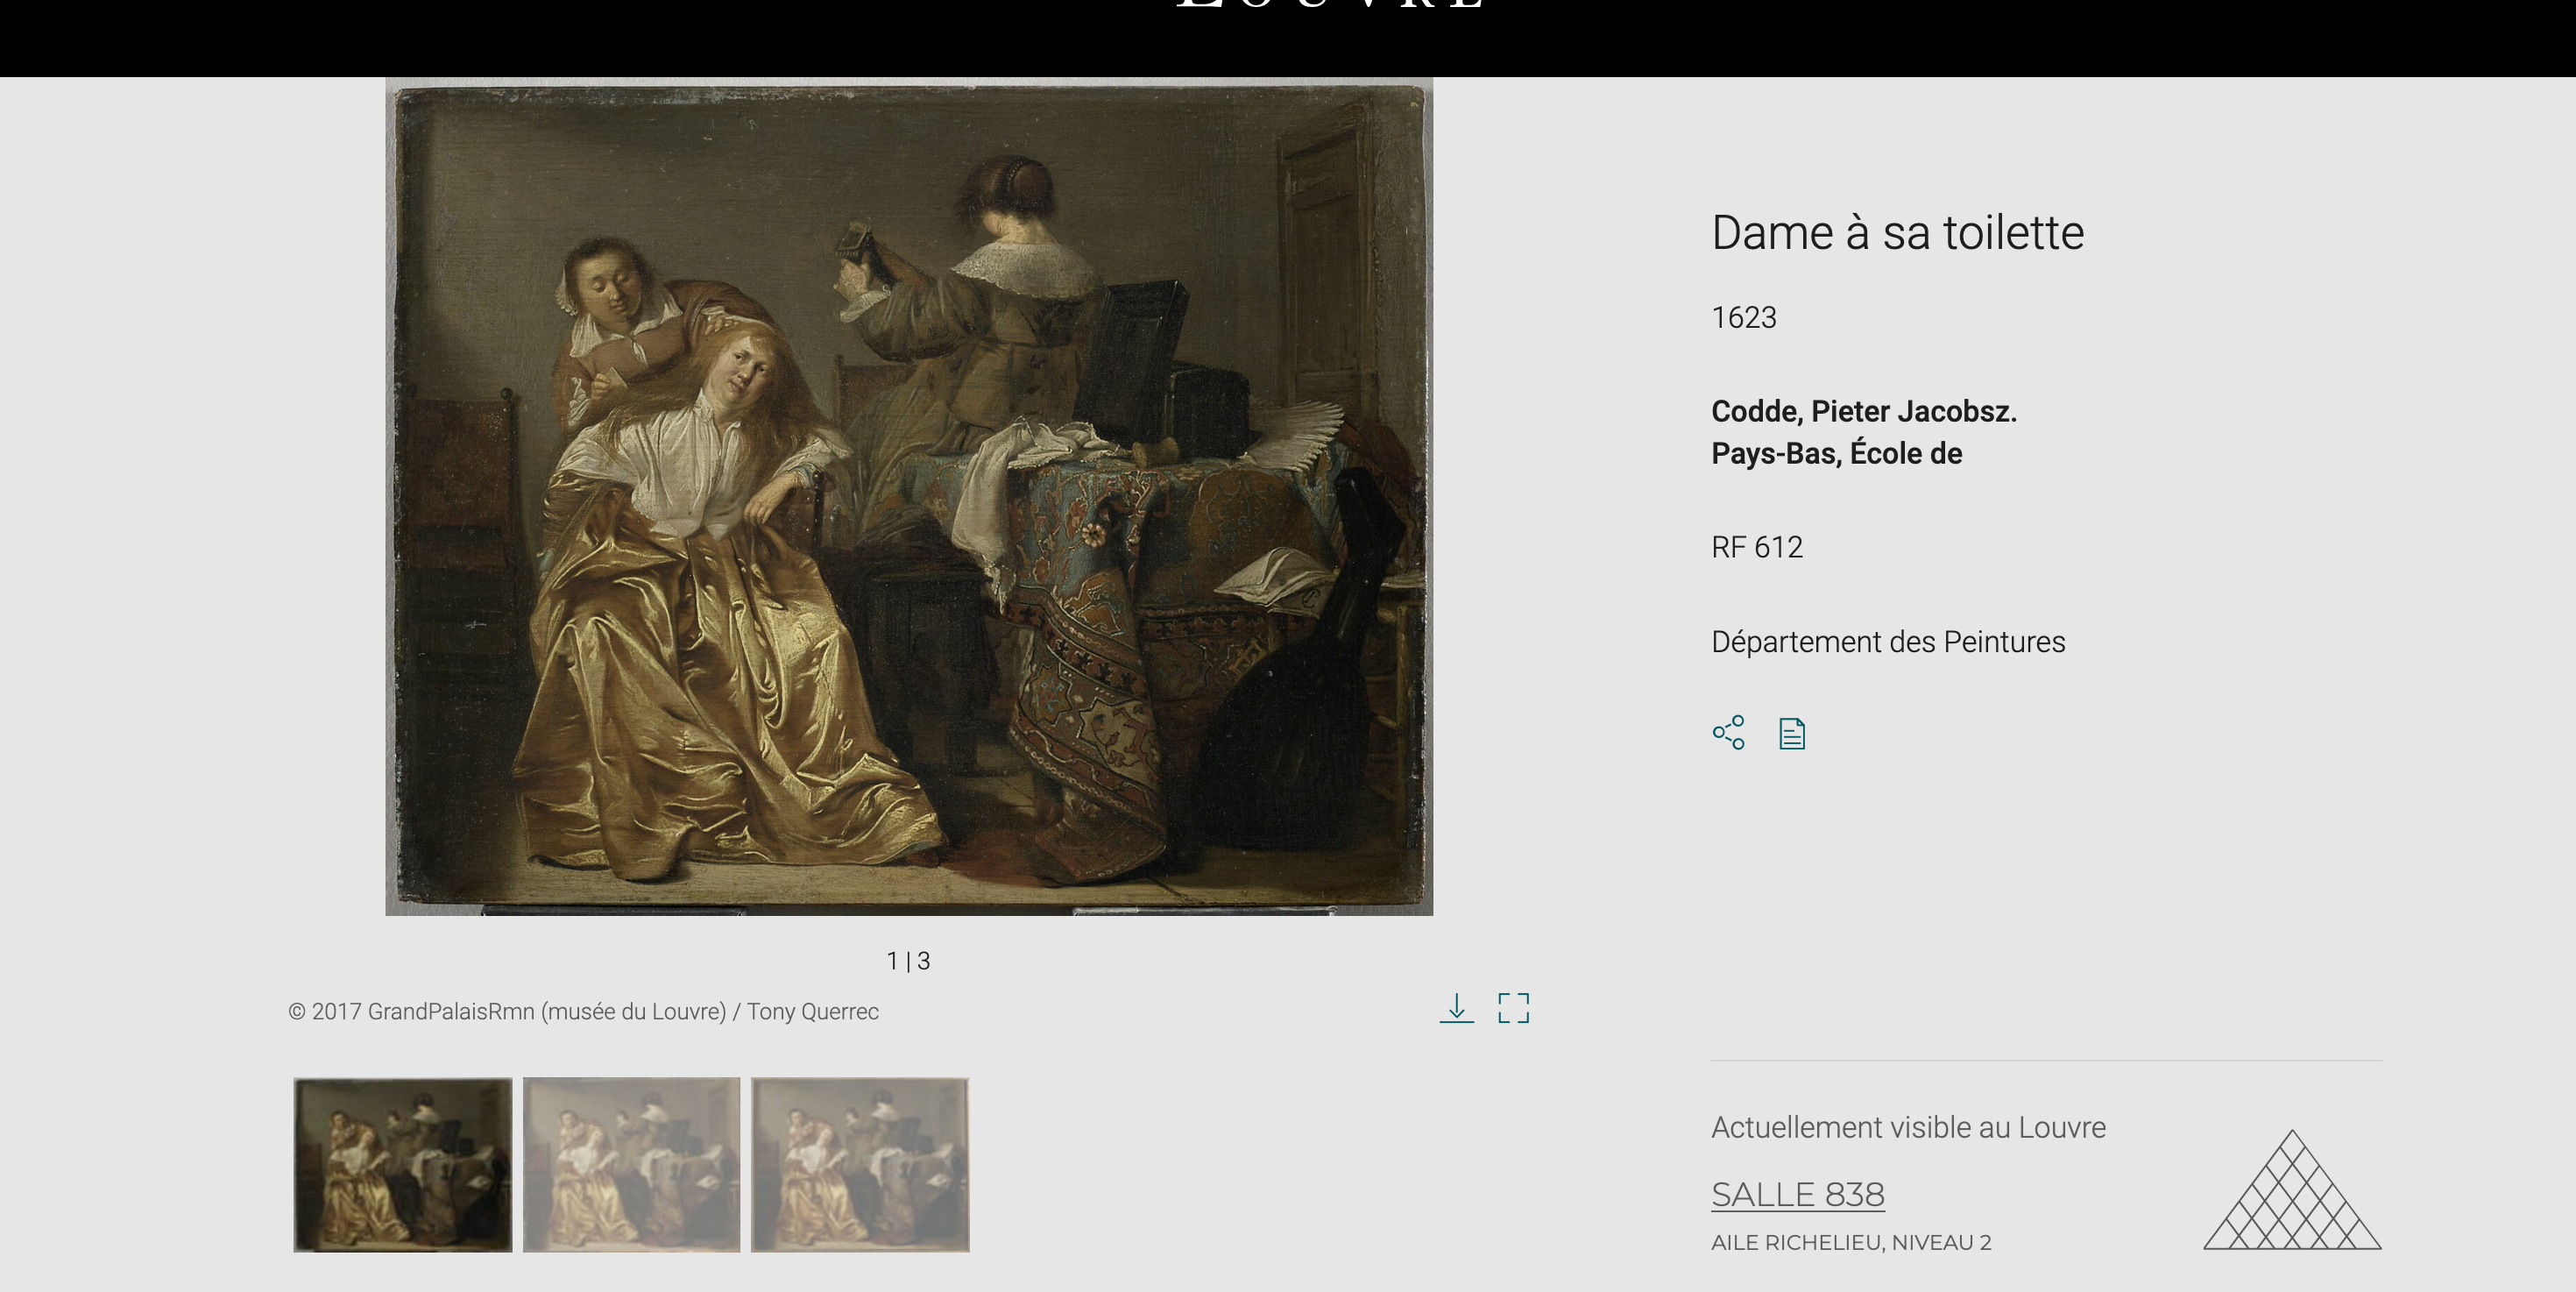 LOUVRE
Dame à sa toilette
1623
Codde, Pieter Jacobsz.
Pays-Bas, École de
RF 612
Département des Peintures
1 | 3
© 2017 GrandPalaisRmn (musée du Louvre) / Tony Querrec
Actuellement visible au Louvre
SALLE 838
AILE RICHELIEU, NIVEAU 2